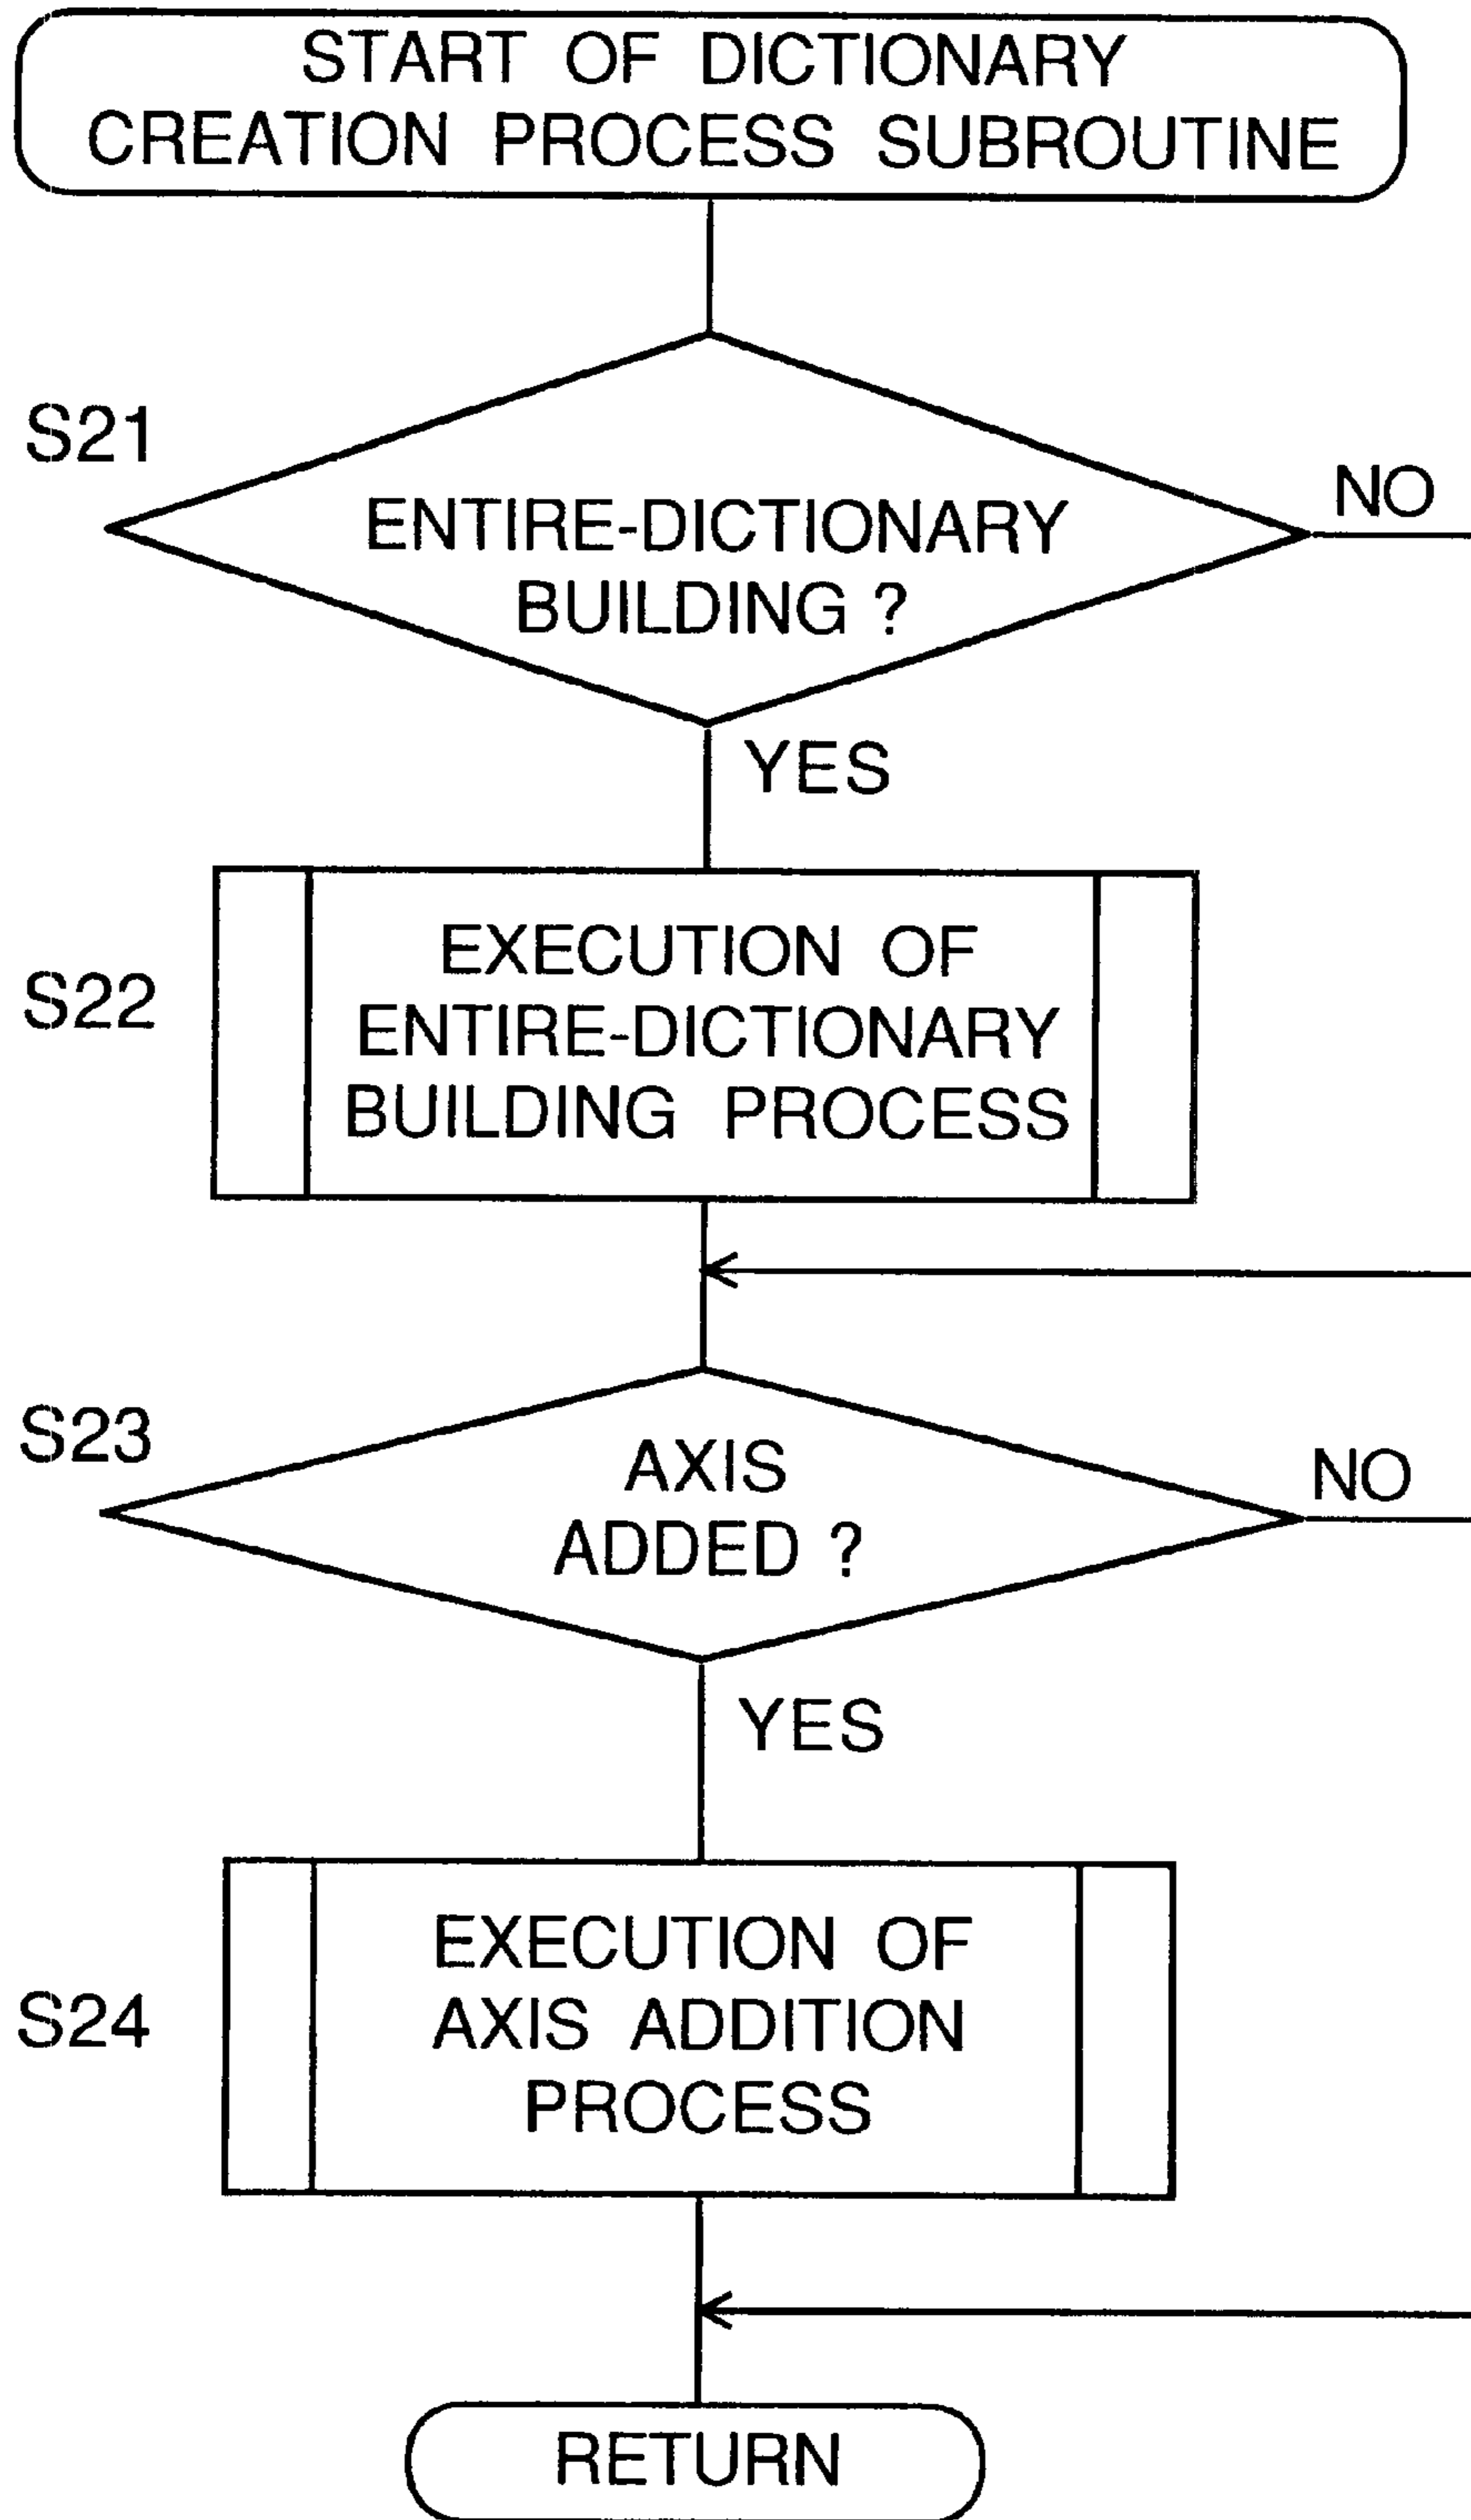 START OF DICTIONARY
CREATION PROCESS SUBROUTINE
S21
ENTIRE-DICTIONARY
BUILDING ?
NO
YES
S22
EXECUTION OF
ENTIRE-DICTIONARY
BUILDING PROCESS
S23
AXIS
ADDED ?
NO
YES
S24
EXECUTION OF
AXIS ADDITION
PROCESS
RETURN